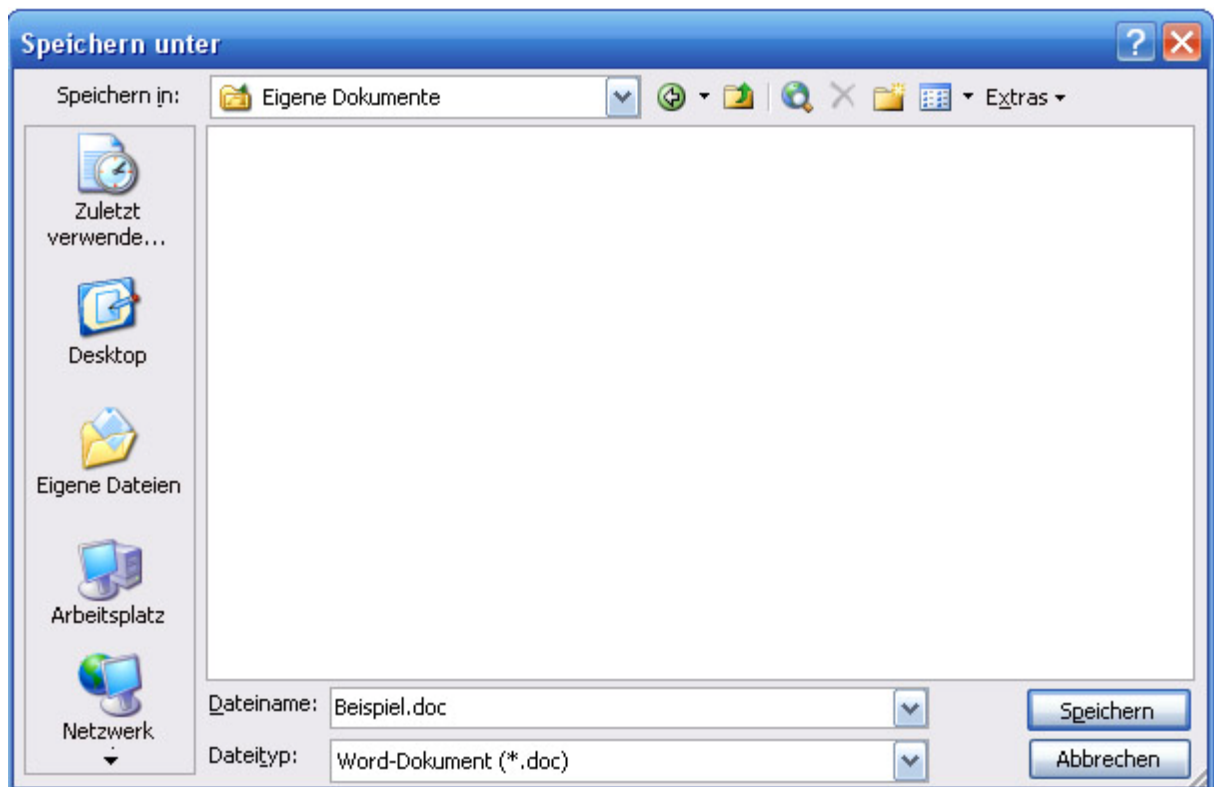 Speichern unter
Speichern in:
Eigene Dokumente
Extras
Zuletzt
verwende...
Desktop
Eigene Dateien
Arbeitsplatz
Netzwerk
Dateiname:
Beispiel.doc
Speichern
Dateityp:
Word-Dokument (*.doc)
Abbrechen